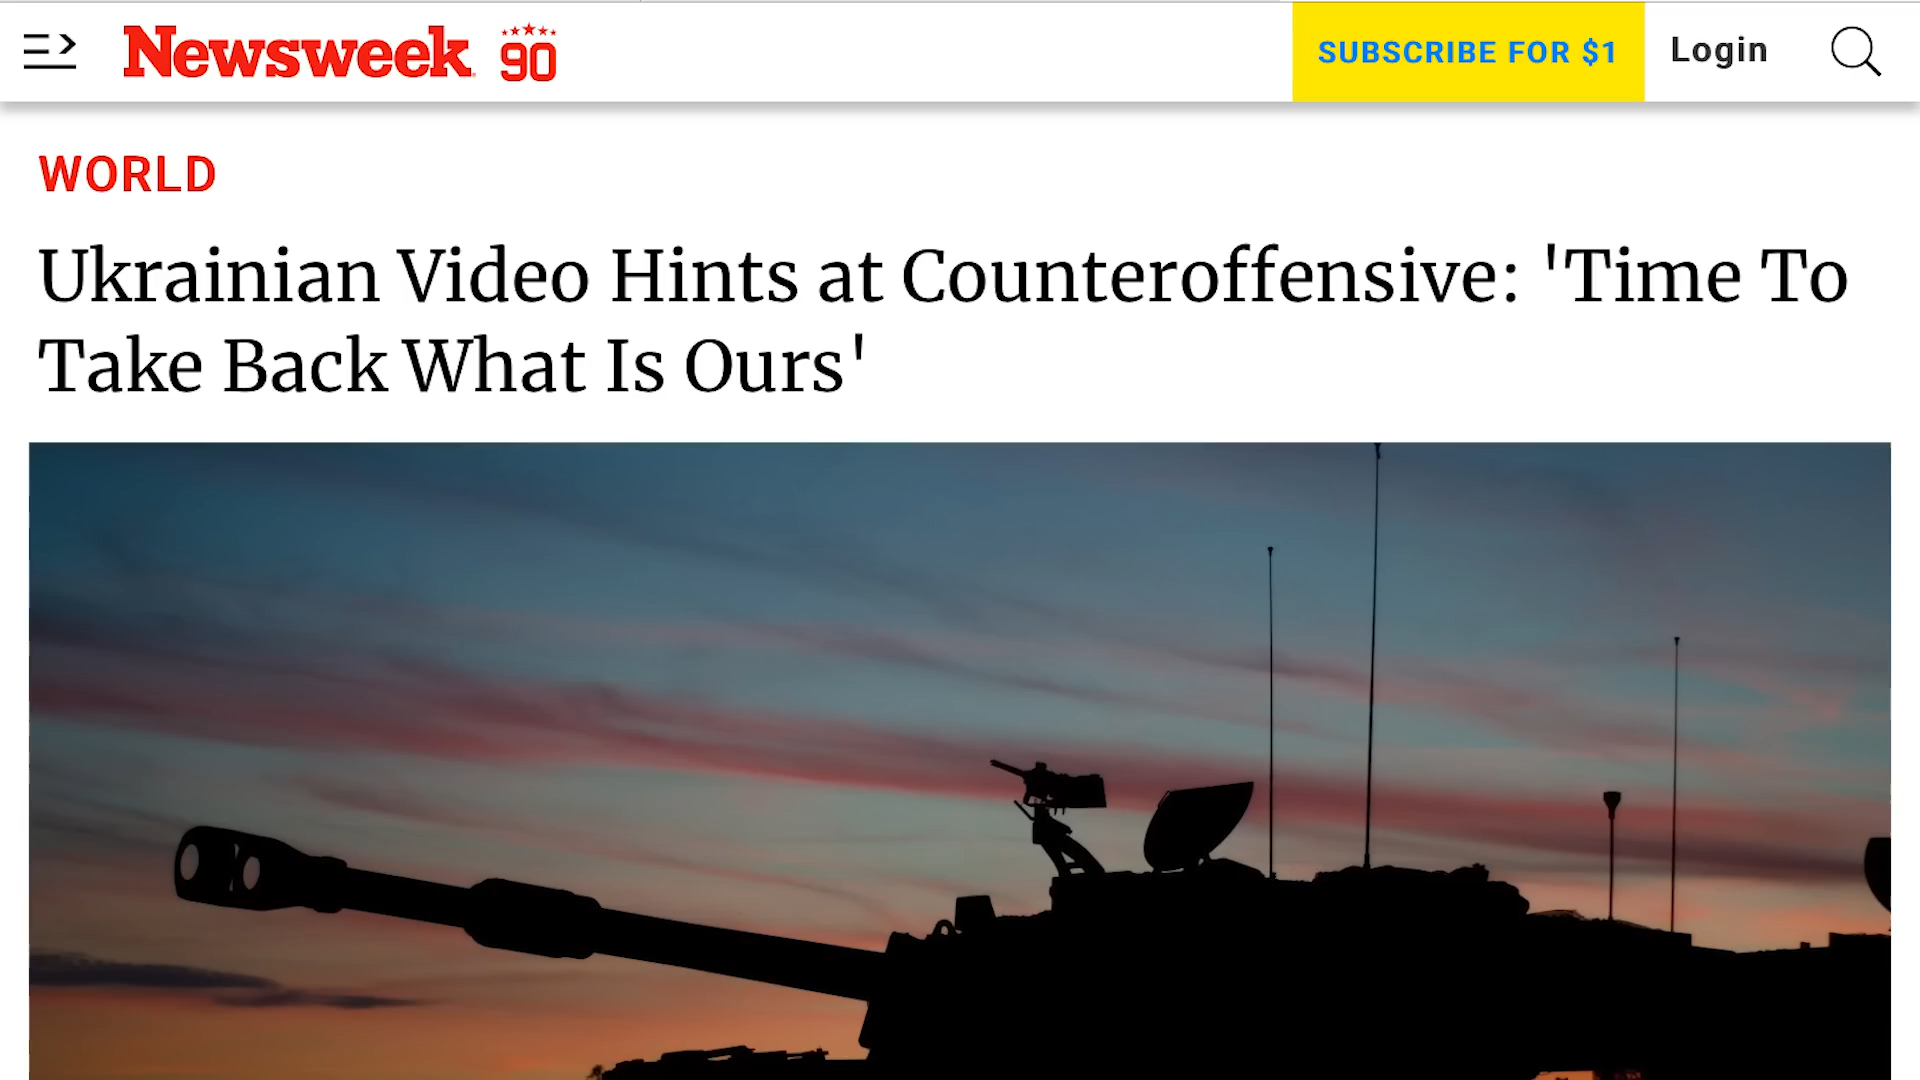 Newsweek 90
SUBSCRIBE FOR $1
Login
WORLD
Ukrainian Video Hints at Counteroffensive: 'Time To
Take Back What Is Ours'